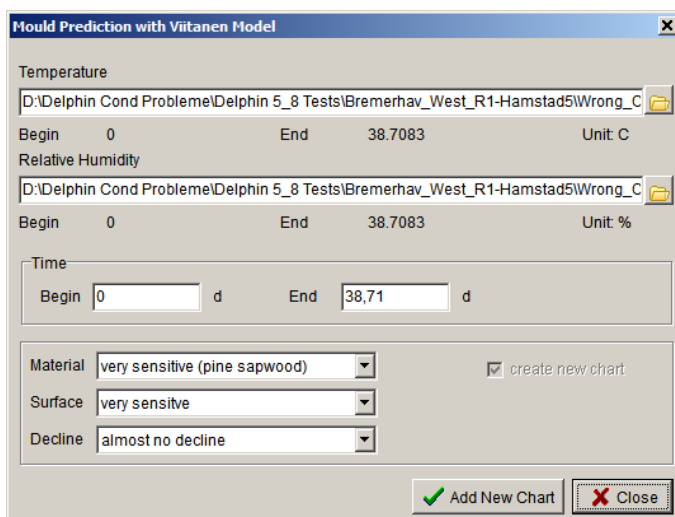 Mould Prediction with Viitanen Model
Temperature
D:\Delphin Cond Probleme\Delphin 5_8 Tests\Bremerhav_West_R1-Hamstad5\Wrong_C
Begin 0 End 38.7083 Unit: C
Relative Humidity
D:\Delphin Cond Probleme\Delphin 5_8 Tests\Bremerhav_West_R1-Hamstad5\Wrong_C
Begin 0 End 38.7083 Unit: %
Time
Begin 0 d End 38,71 d
Material very sensitive (pine sapwood) create new chart
Surface very sensitve
Decline almost no decline
Add New Chart Close